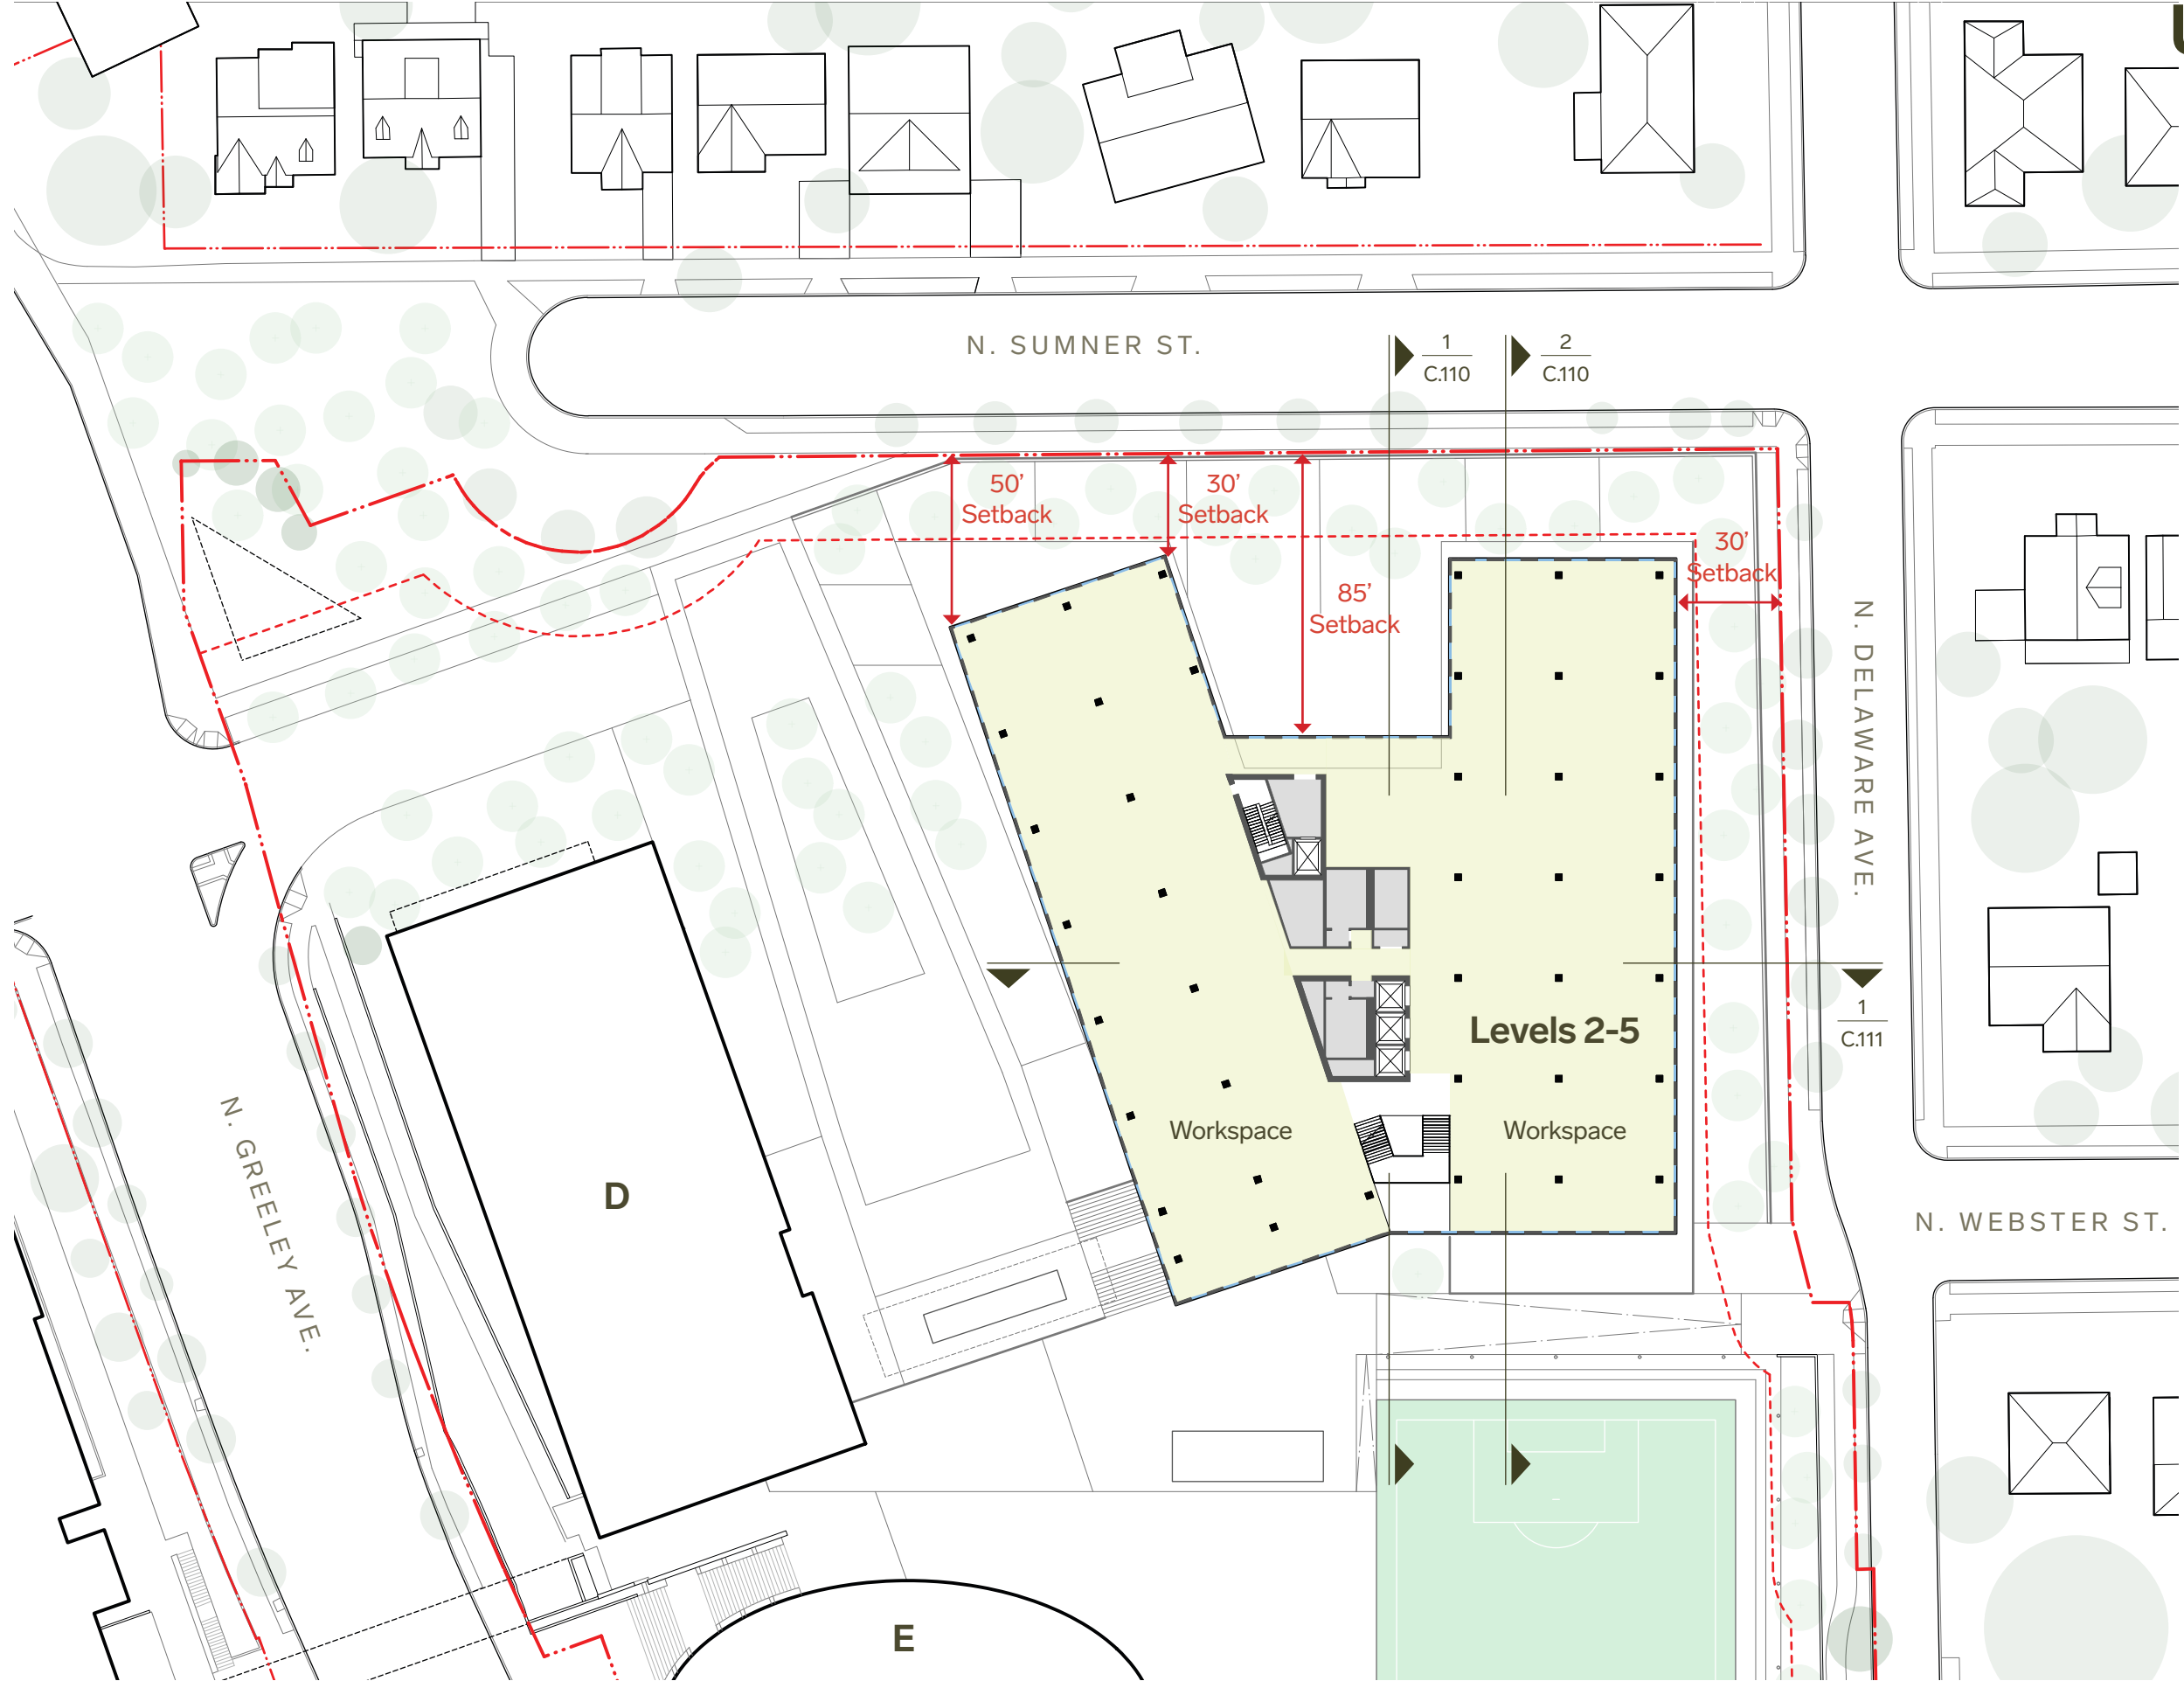 N. SUMNER ST.
1
C.110
2
C.110
50’
Setback
30’
Setback
85’
Setback
30’
Setback
N. DELAWARE AVE.
Levels 2-5
1
C.111
Workspace
Workspace
D
N. GREELEY AVE.
N. WEBSTER ST.
E